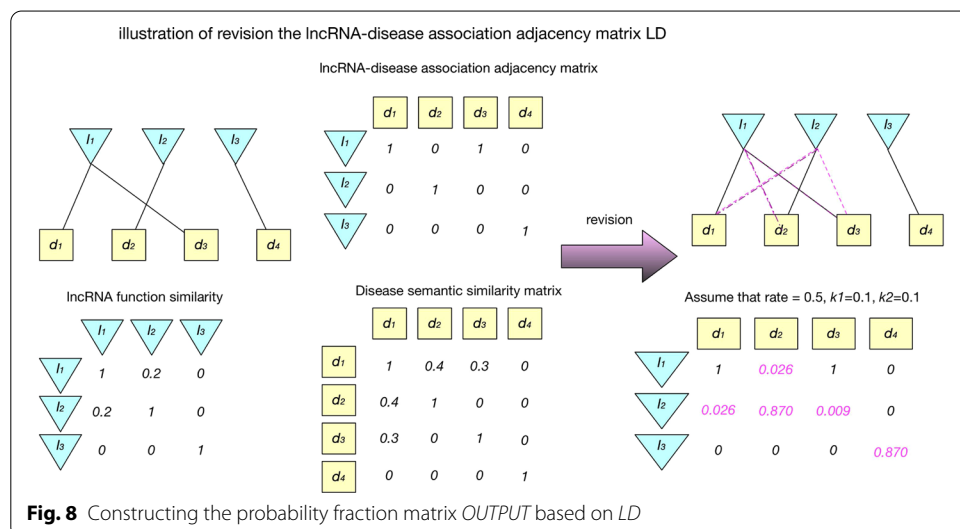 illustration of revision the lncRNA-disease association adjacency matrix LD
lncRNA-disease association adjacency matrix
l1 l2 l3
d1 d2 d3 d4
d1 d2 d3 d4
l1 1 0 1 0
l2 0 1 0 0
l3 0 0 0 1
revision
l1 l2 l3
d1 d2 d3 d4
lncRNA function similarity
l1 l2 l3
l1 1 0.2 0
l2 0.2 1 0
l3 0 0 1
Disease semantic similarity matrix
d1 d2 d3 d4
d1 1 0.4 0.3 0
d2 0.4 1 0 0
d3 0.3 0 1 0
d4 0 0 0 1
Assume that rate = 0.5, k1=0.1, k2=0.1
d1 d2 d3 d4
l1 1 0.026 1 0
l2 0.026 0.870 0.009 0
l3 0 0 0 0.870
Fig. 8 Constructing the probability fraction matrix OUTPUT based on LD